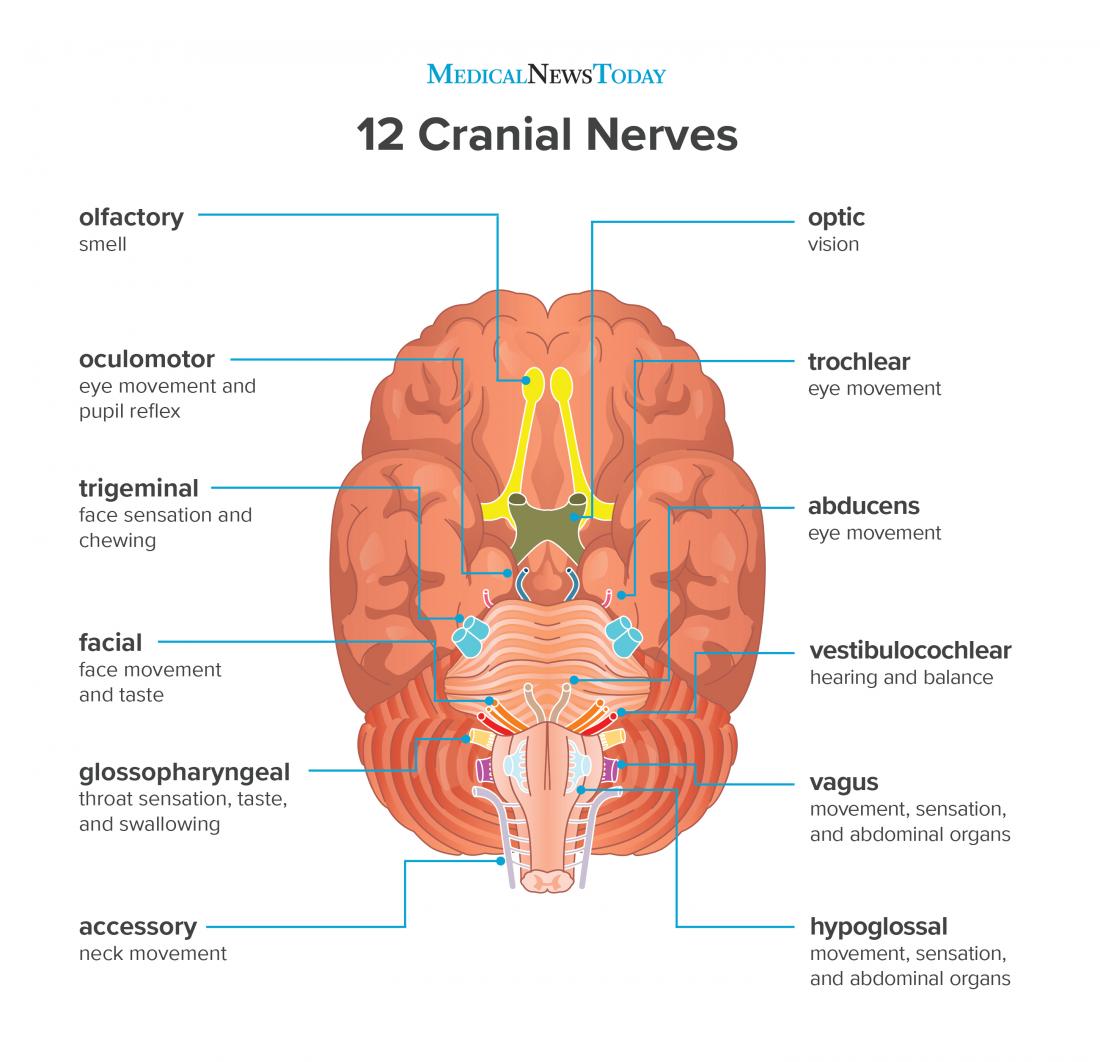 MEDICALNEWSTODAY
12 Cranial Nerves
olfactory
smell
oculomotor
eye movement and
pupil reflex
trigeminal
face sensation and
chewing
facial
face movement
and taste
glossopharyngeal
throat sensation, taste,
and swallowing
accessory
neck movement
optic
vision
trochlear
eye movement
abducens
eye movement
vestibulocochlear
hearing and balance
vagus
movement, sensation,
and abdominal organs
hypoglossal
movement, sensation,
and abdominal organs